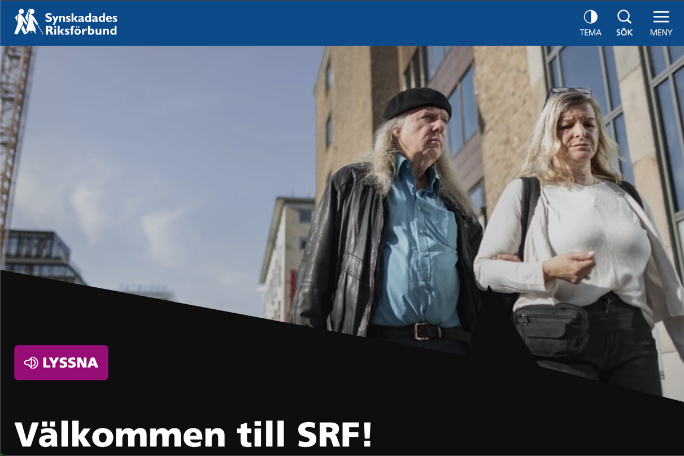 Synskadades
Riksförbund
TEMA
SÖK
MENY
LYSSNA
Välkommen till SRF!